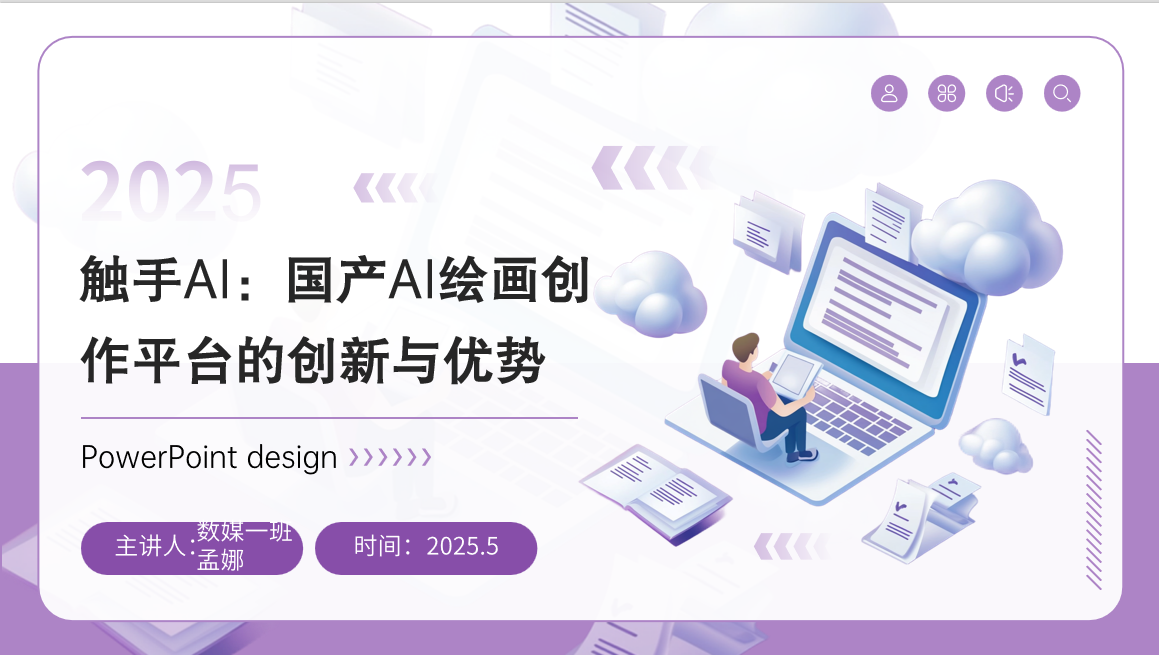 2025
触手AI：国产AI绘画创
作平台的创新与优势
PowerPoint design
主讲人:数媒一班
孟娜
时间：2025.5